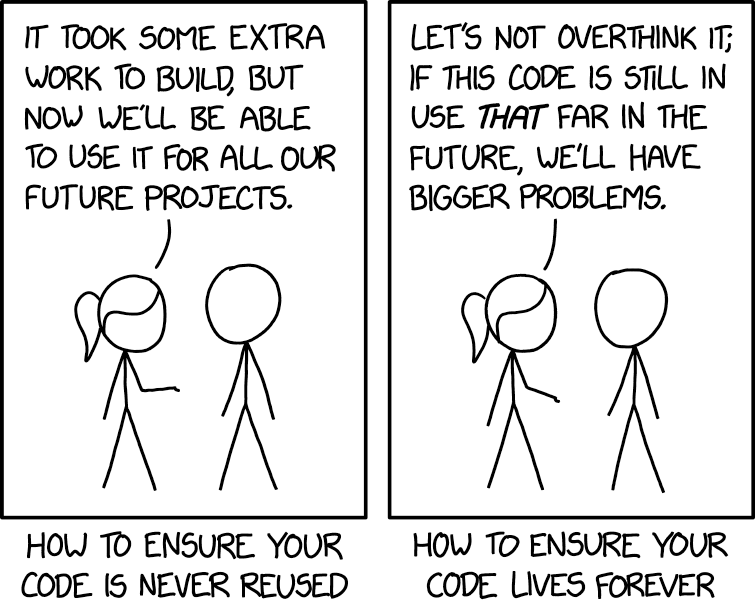 IT TOOK SOME EXTRA
WORK TO BUILD, BUT
NOW WE'LL BE ABLE
TO USE IT FOR ALL OUR
FUTURE PROJECTS.
HOW TO ENSURE YOUR
CODE IS NEVER REUSED
LET'S NOT OVERTHINK IT;
IF THIS CODE IS STILL IN
USE THAT FAR IN THE
FUTURE, WE'LL HAVE
BIGGER PROBLEMS.
HOW TO ENSURE YOUR
CODE LIVES FOREVER